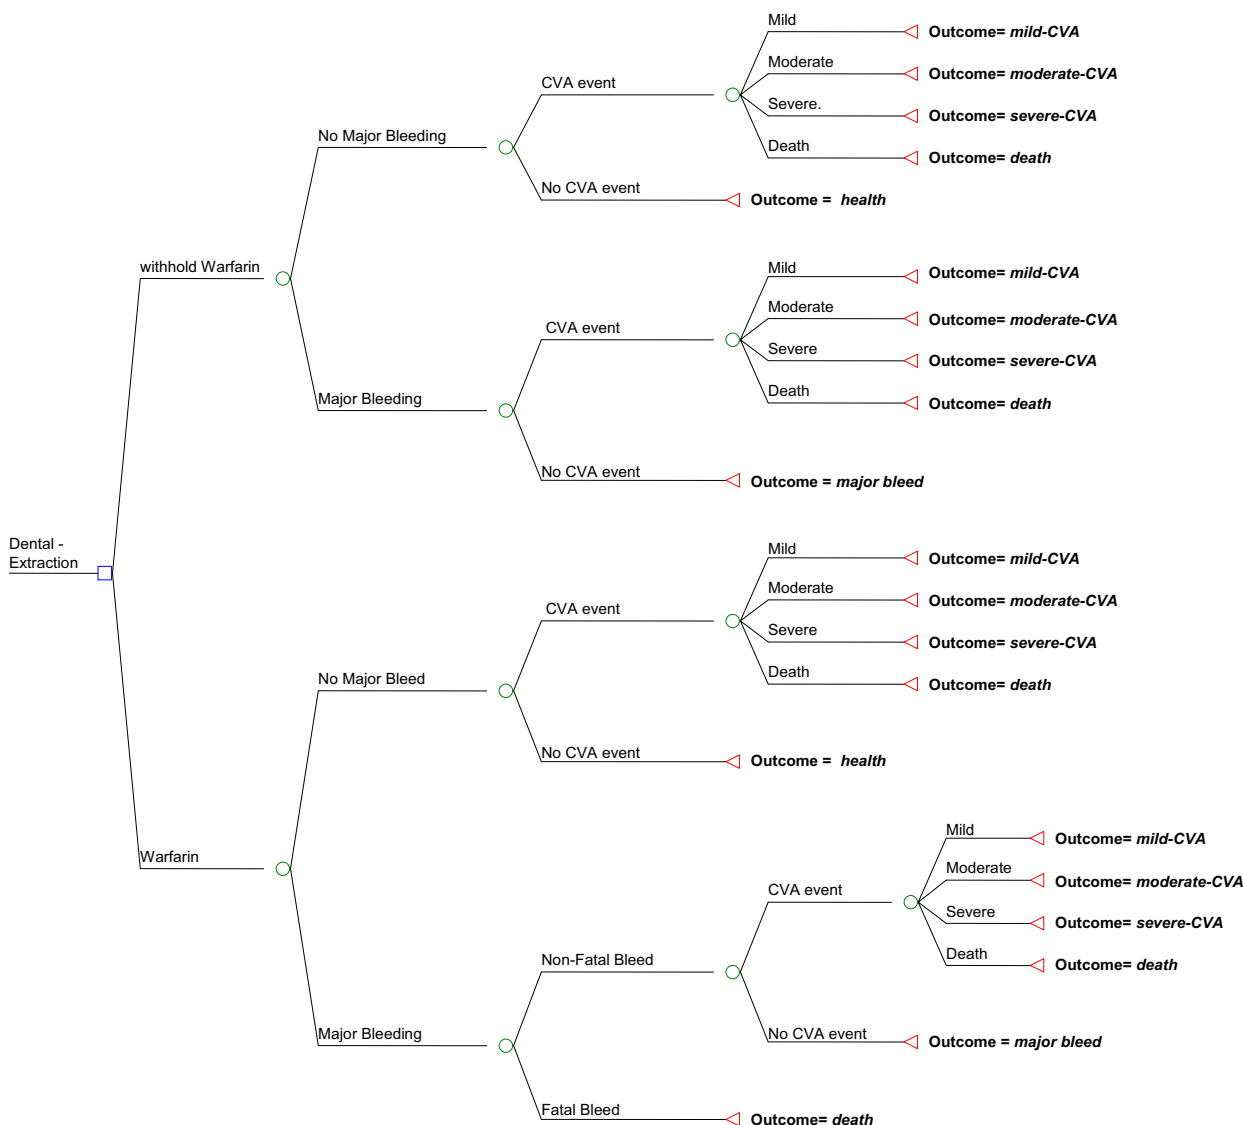 Mild
Outcome= mild-CVA
Moderate
Outcome= moderate-CVA
CVA event
Severe.
Outcome= severe-CVA
No Major Bleeding
Death
Outcome= death
No CVA event
Outcome = health
withhold Warfarin
Mild
Outcome= mild-CVA
Moderate
Outcome= moderate-CVA
CVA event
Severe
Outcome= severe-CVA
Major Bleeding
Death
Outcome= death
No CVA event
Outcome = major bleed
Dental -
Extraction
Mild
Outcome= mild-CVA
Moderate
Outcome= moderate-CVA
CVA event
Severe
Outcome= severe-CVA
No Major Bleed
Death
Outcome= death
No CVA event
Outcome = health
Warfarin
Mild
Outcome= mild-CVA
Moderate
Outcome= moderate-CVA
CVA event
Severe
Outcome= severe-CVA
Non-Fatal Bleed
Death
Outcome= death
Major Bleeding
No CVA event
Outcome = major bleed
Fatal Bleed
Outcome= death